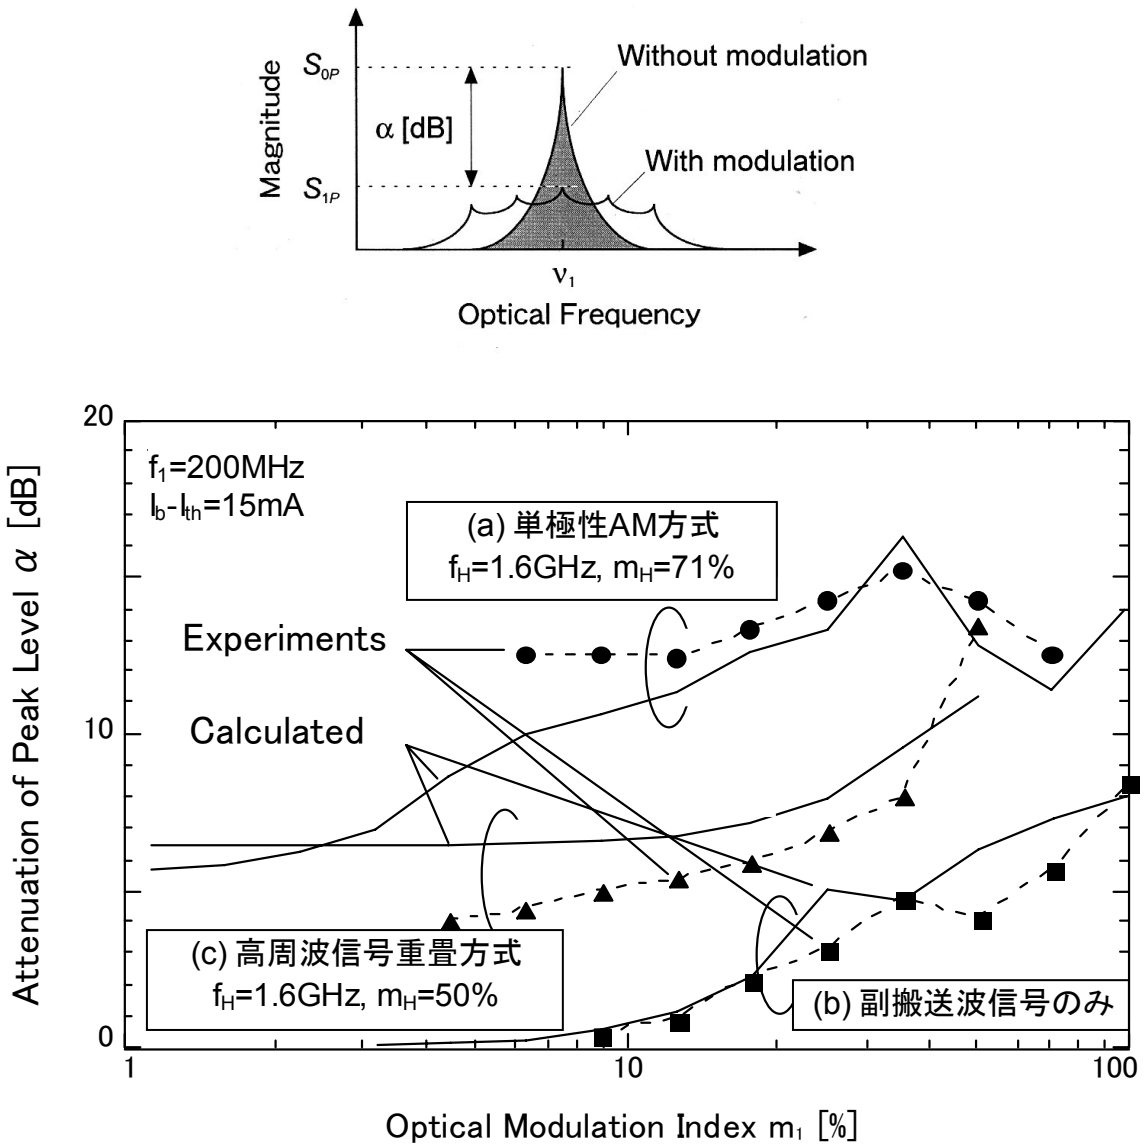 S0P
Without modulation
Magnitude
α [dB]
With modulation
S1P
ν1
Optical Frequency
20
f1=200MHz
Ib-Ith=15mA
(a) 単極性AM方式
fH=1.6GHz, mH=71%
Experiments
Calculated
10
Attenuation of Peak Level α [dB]
(c) 高周波信号重畳方式
fH=1.6GHz, mH=50%
(b) 副搬送波信号のみ
0
1
10
100
Optical Modulation Index m1 [%]